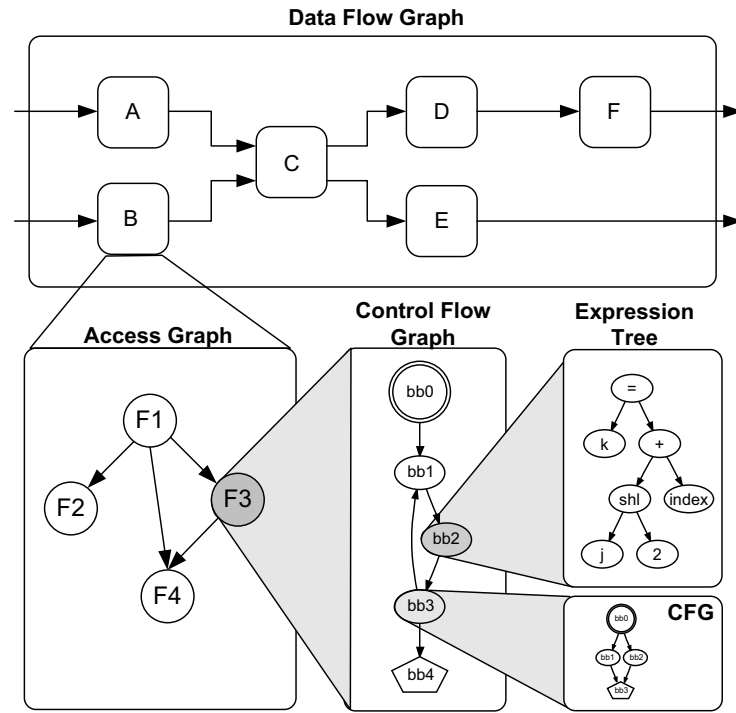 Data Flow Graph
A
D
F
C
B
E
Access Graph
Control Flow
Graph
Expression
Tree
F1
F2
F3
F4
bb0
bb1
bb2
bb3
bb4
=
k
+
shl
index
j
2
CFG
bb0
bb1
bb2
bb3